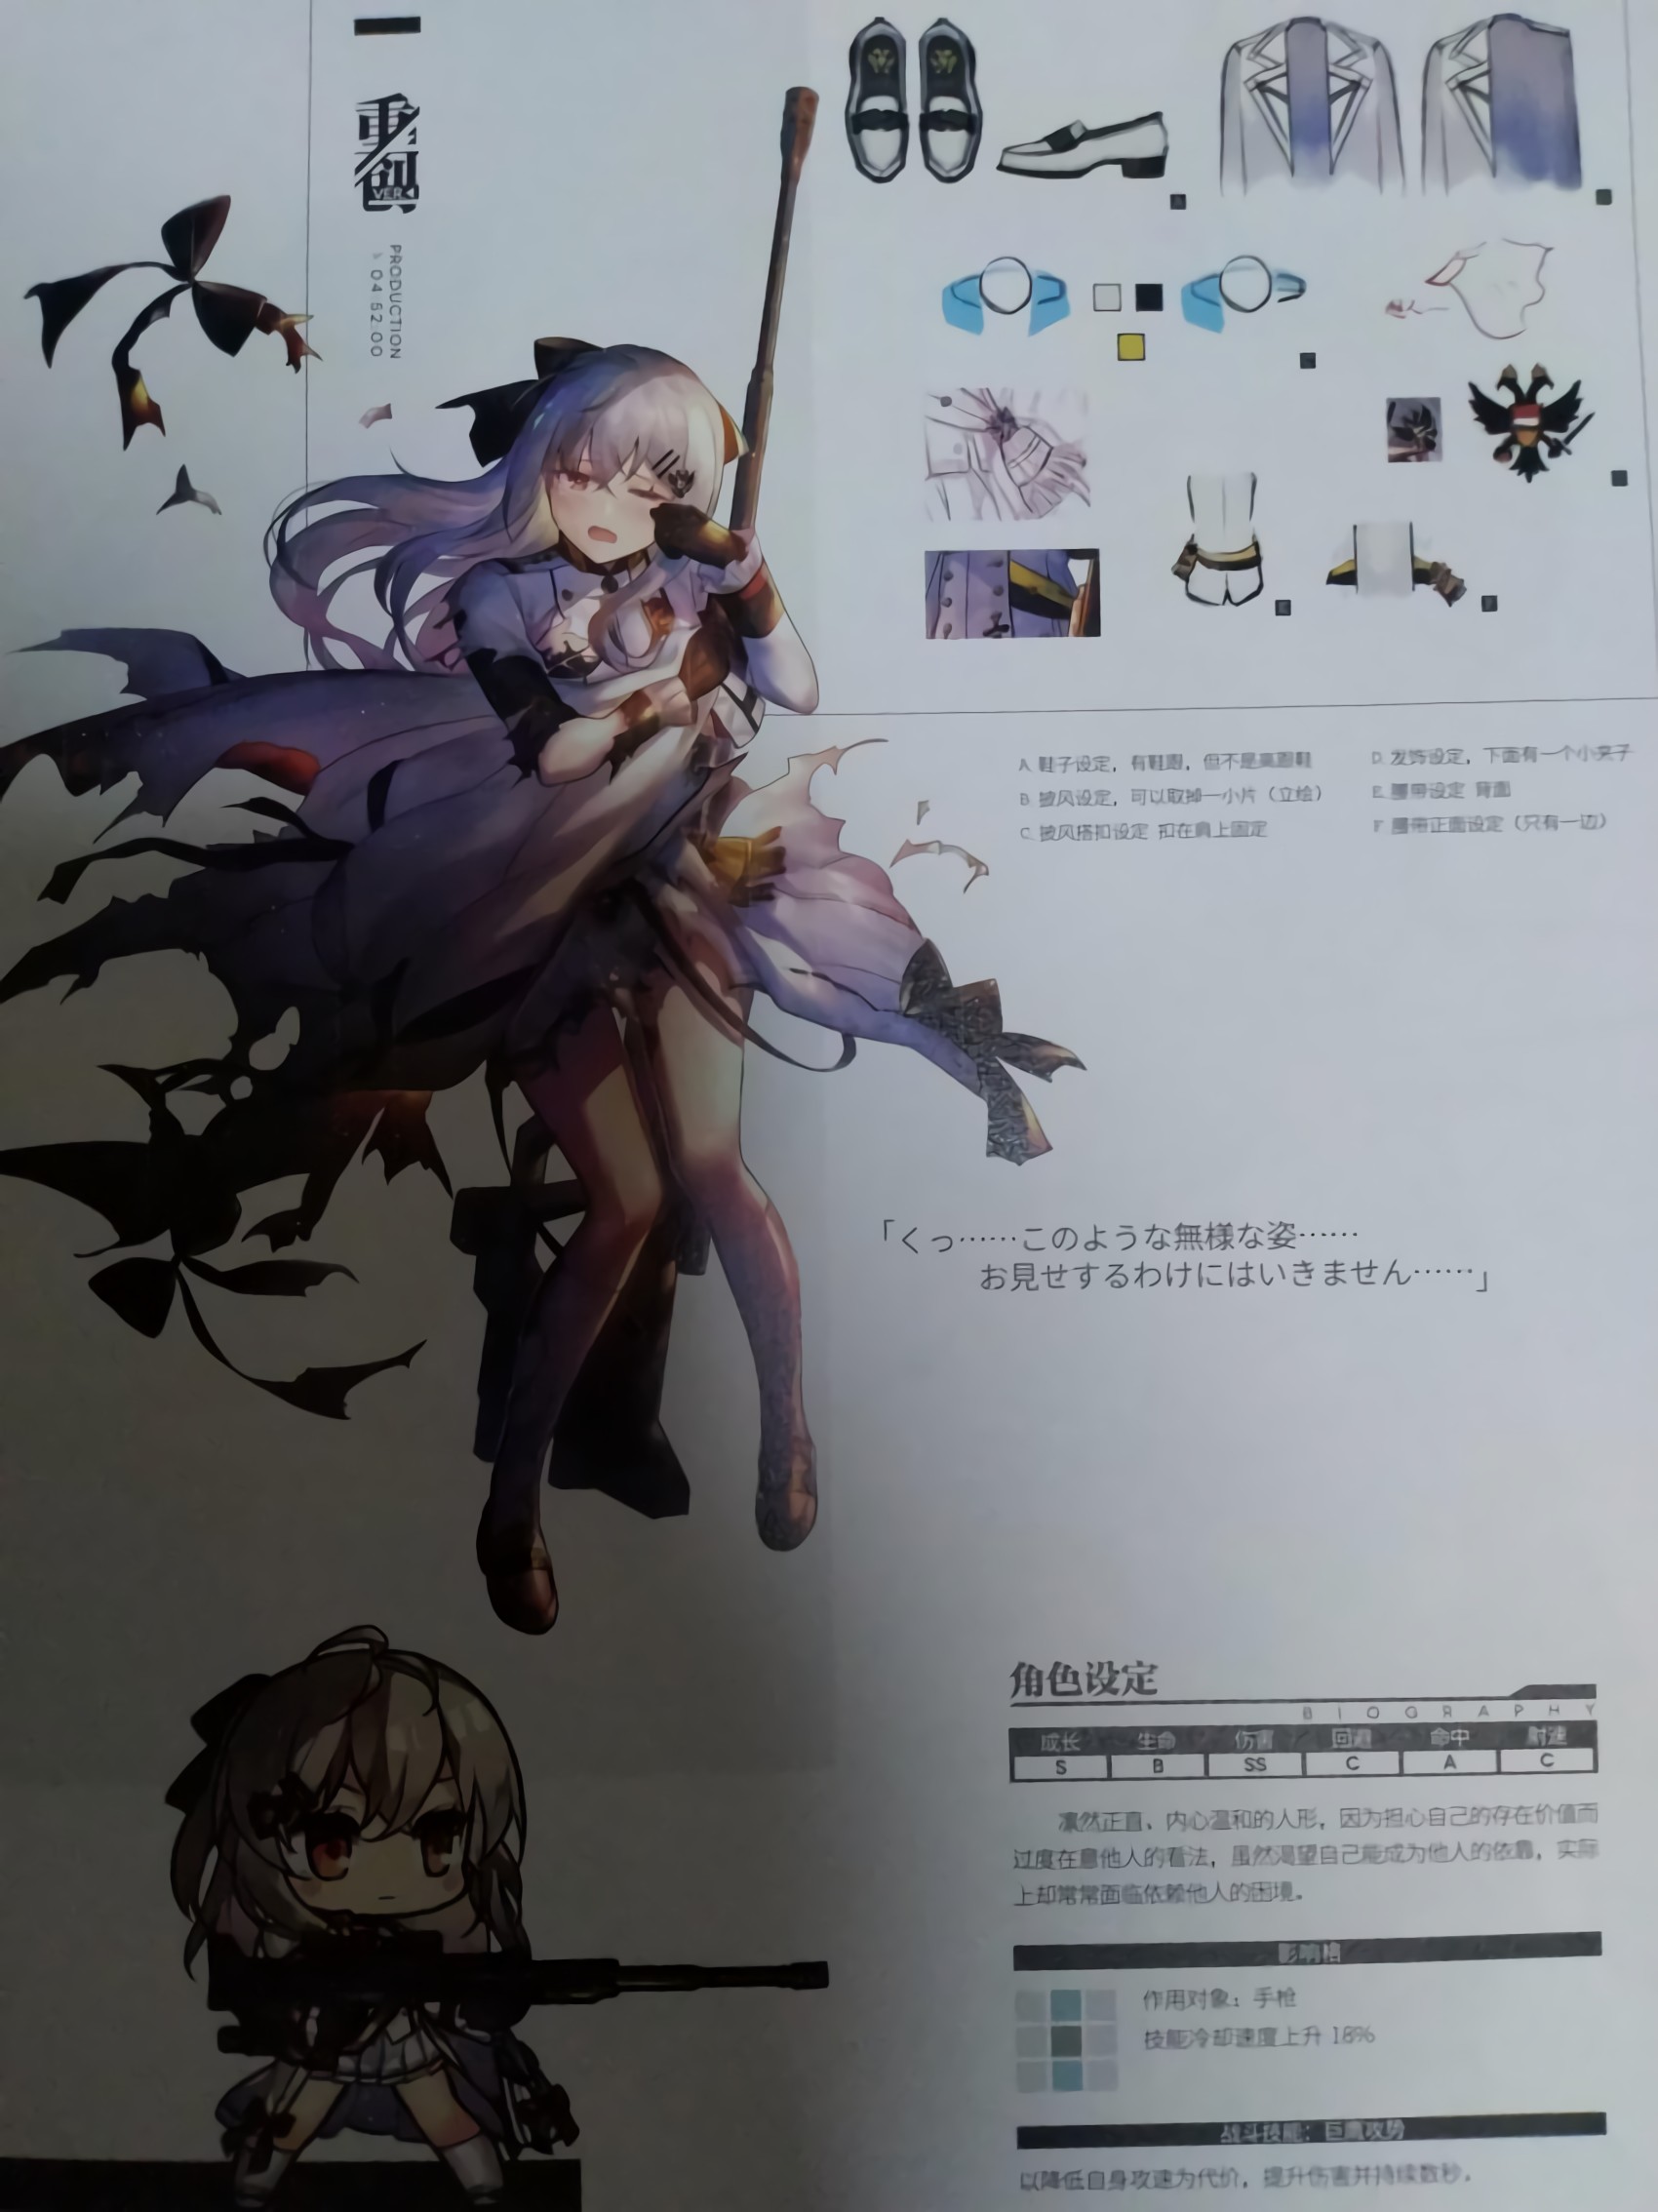 重创
VER
PRODUCTION
04:52:00
A 鞋子设定，有鞋跟，但不是高跟鞋
B 披风设定，可以取掉一小片（立绘）
C 披风搭扣设定 扣在肩上固定
D 发饰设定，下面有一个小夹子
E 腰带设定 背面
F 腰带正面设定（只有一边）
「くっ……このような無様な姿……
お見せするわけにはいきません……」
角色设定
BIOGRAPHY
成长 生命 伤害 回避 命中 射速
S B SS C A C
凛然正直、内心温和的人形，因为担心自己的存在价值而
过度在意他人的看法，虽然渴望自己能成为他人的依靠，实际
上却常常面临依赖他人的困境。
影响格
作用对象：手枪
技能冷却速度上升 18%
战斗技能：巨鹰攻势
以降低自身攻速为代价，提升伤害并持续数秒。